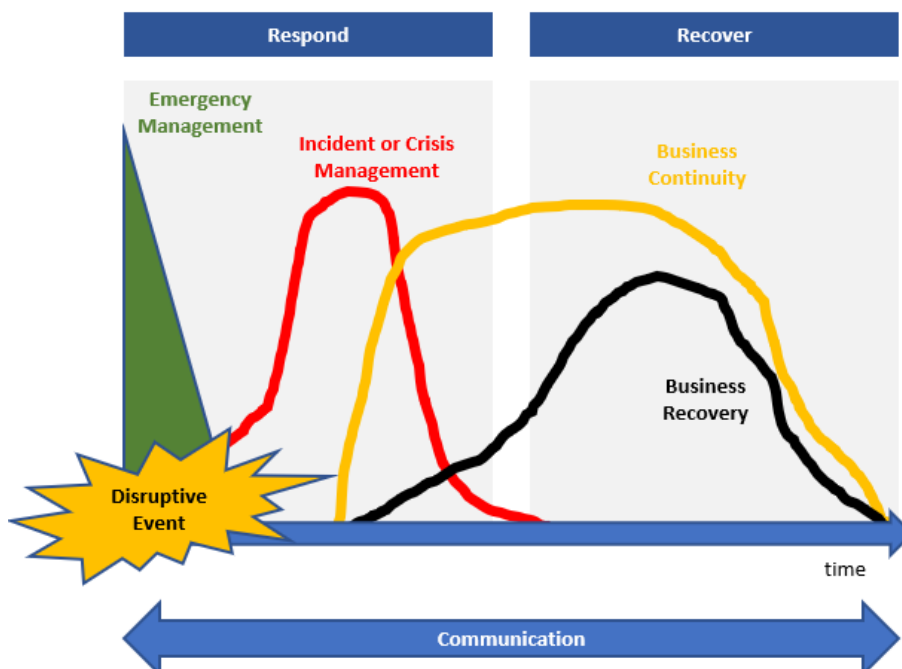 Respond
Recover
Emergency
Management
Incident or Crisis
Management
Business
Continuity
Business
Recovery
Disruptive
Event
time
Communication